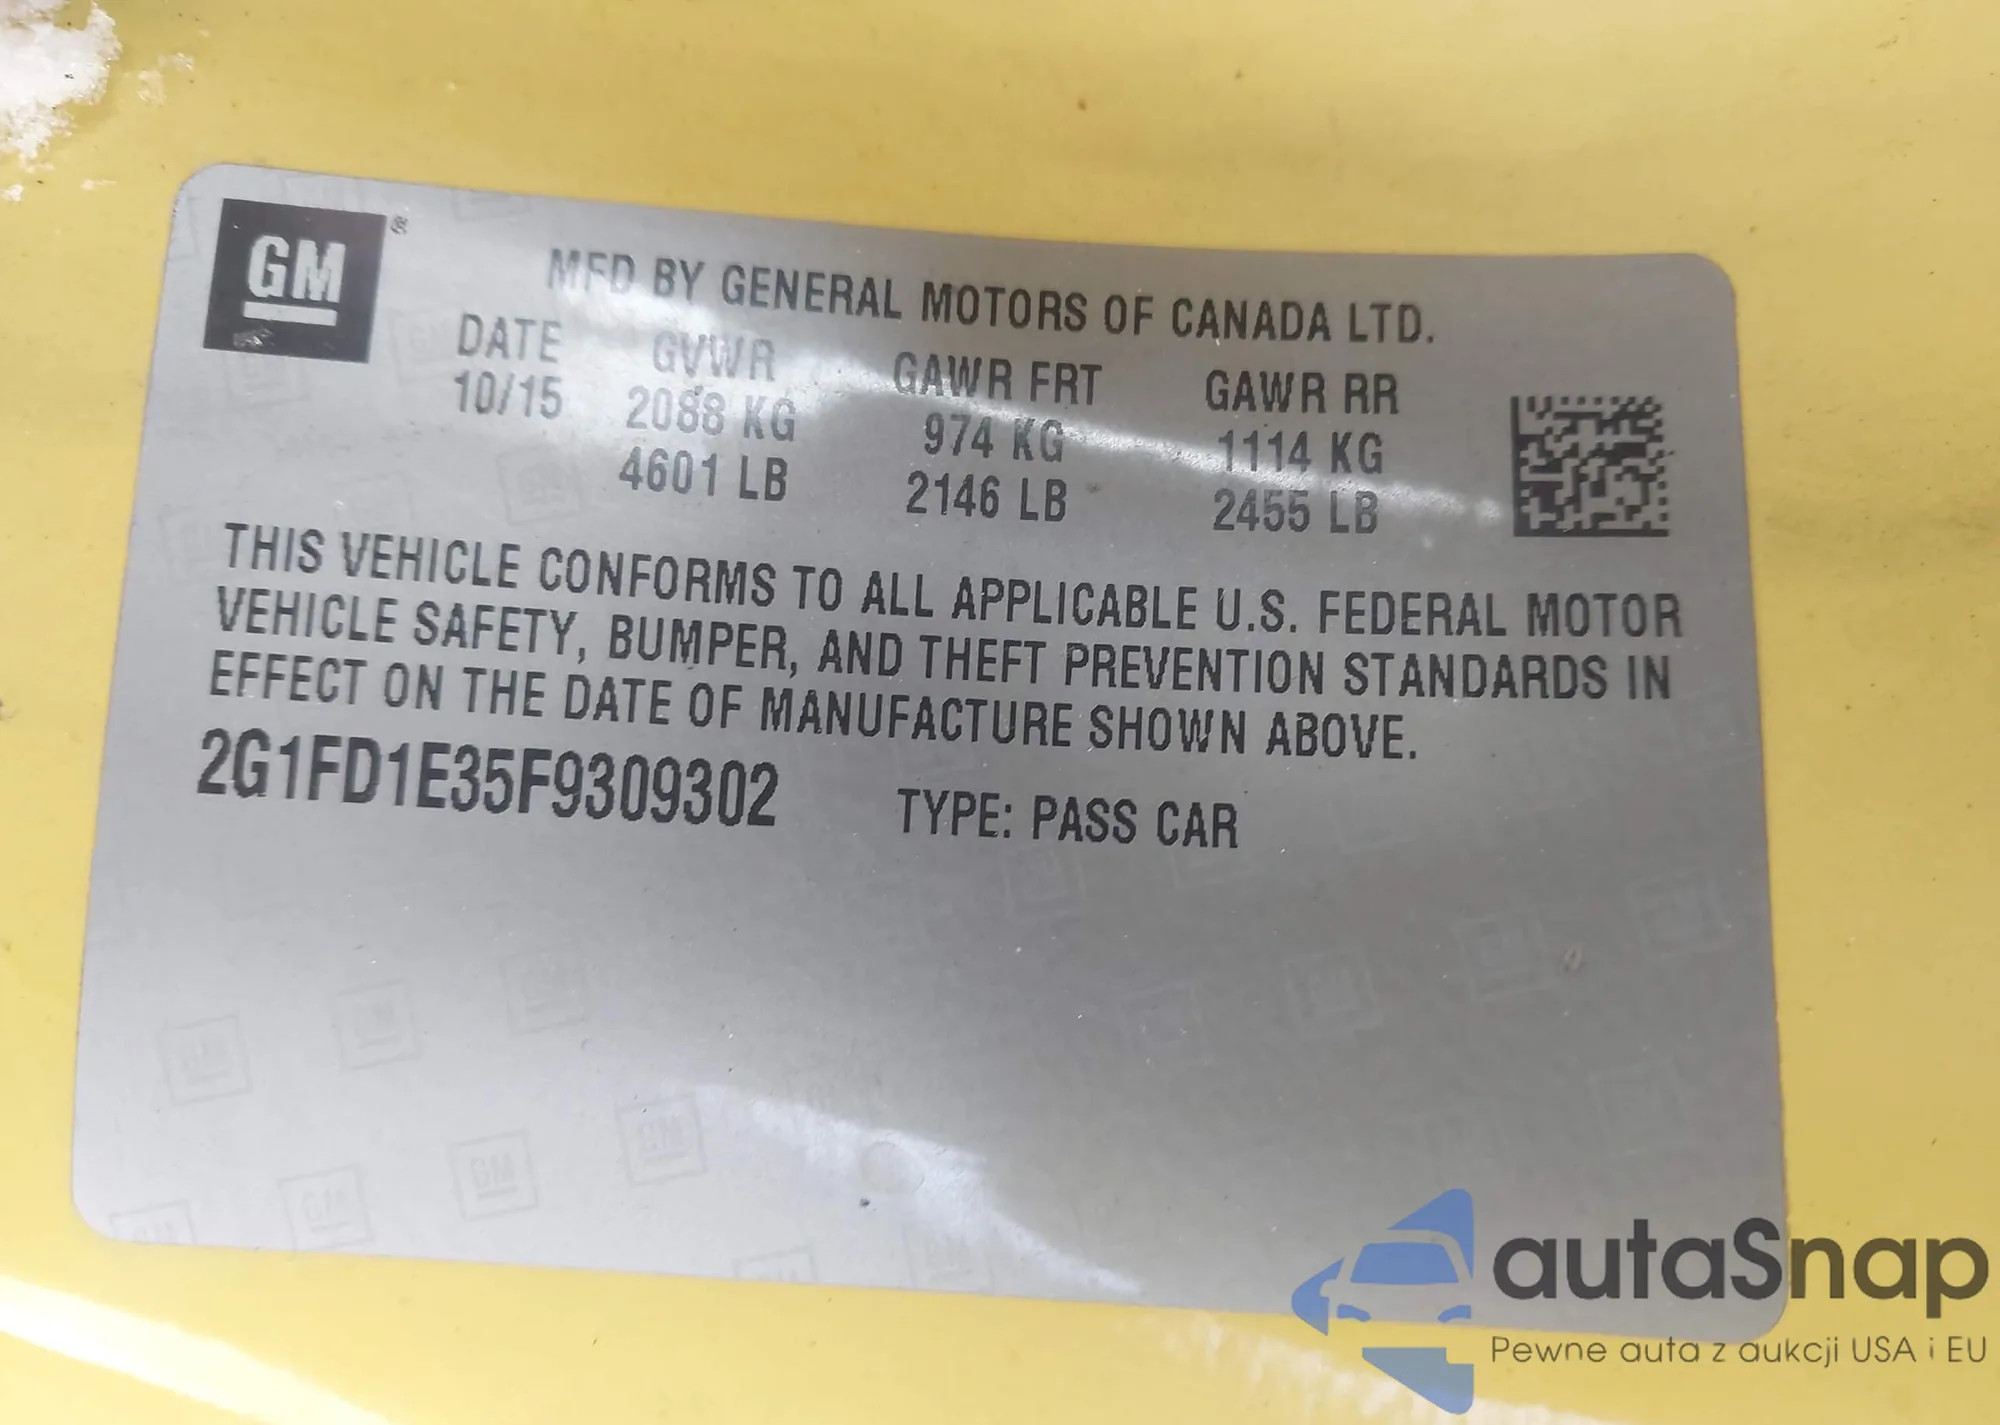 GM®
MFD BY GENERAL MOTORS OF CANADA LTD.
DATE GVWR GAWR FRT GAWR RR
10/15 2088 KG 974 KG 1114 KG
4601 LB 2146 LB 2455 LB
THIS VEHICLE CONFORMS TO ALL APPLICABLE U.S. FEDERAL MOTOR
VEHICLE SAFETY, BUMPER, AND THEFT PREVENTION STANDARDS IN
EFFECT ON THE DATE OF MANUFACTURE SHOWN ABOVE.
2G1FD1E35F9309302 TYPE: PASS CAR
autaSnap
Pewne auta z aukcji USA i EU